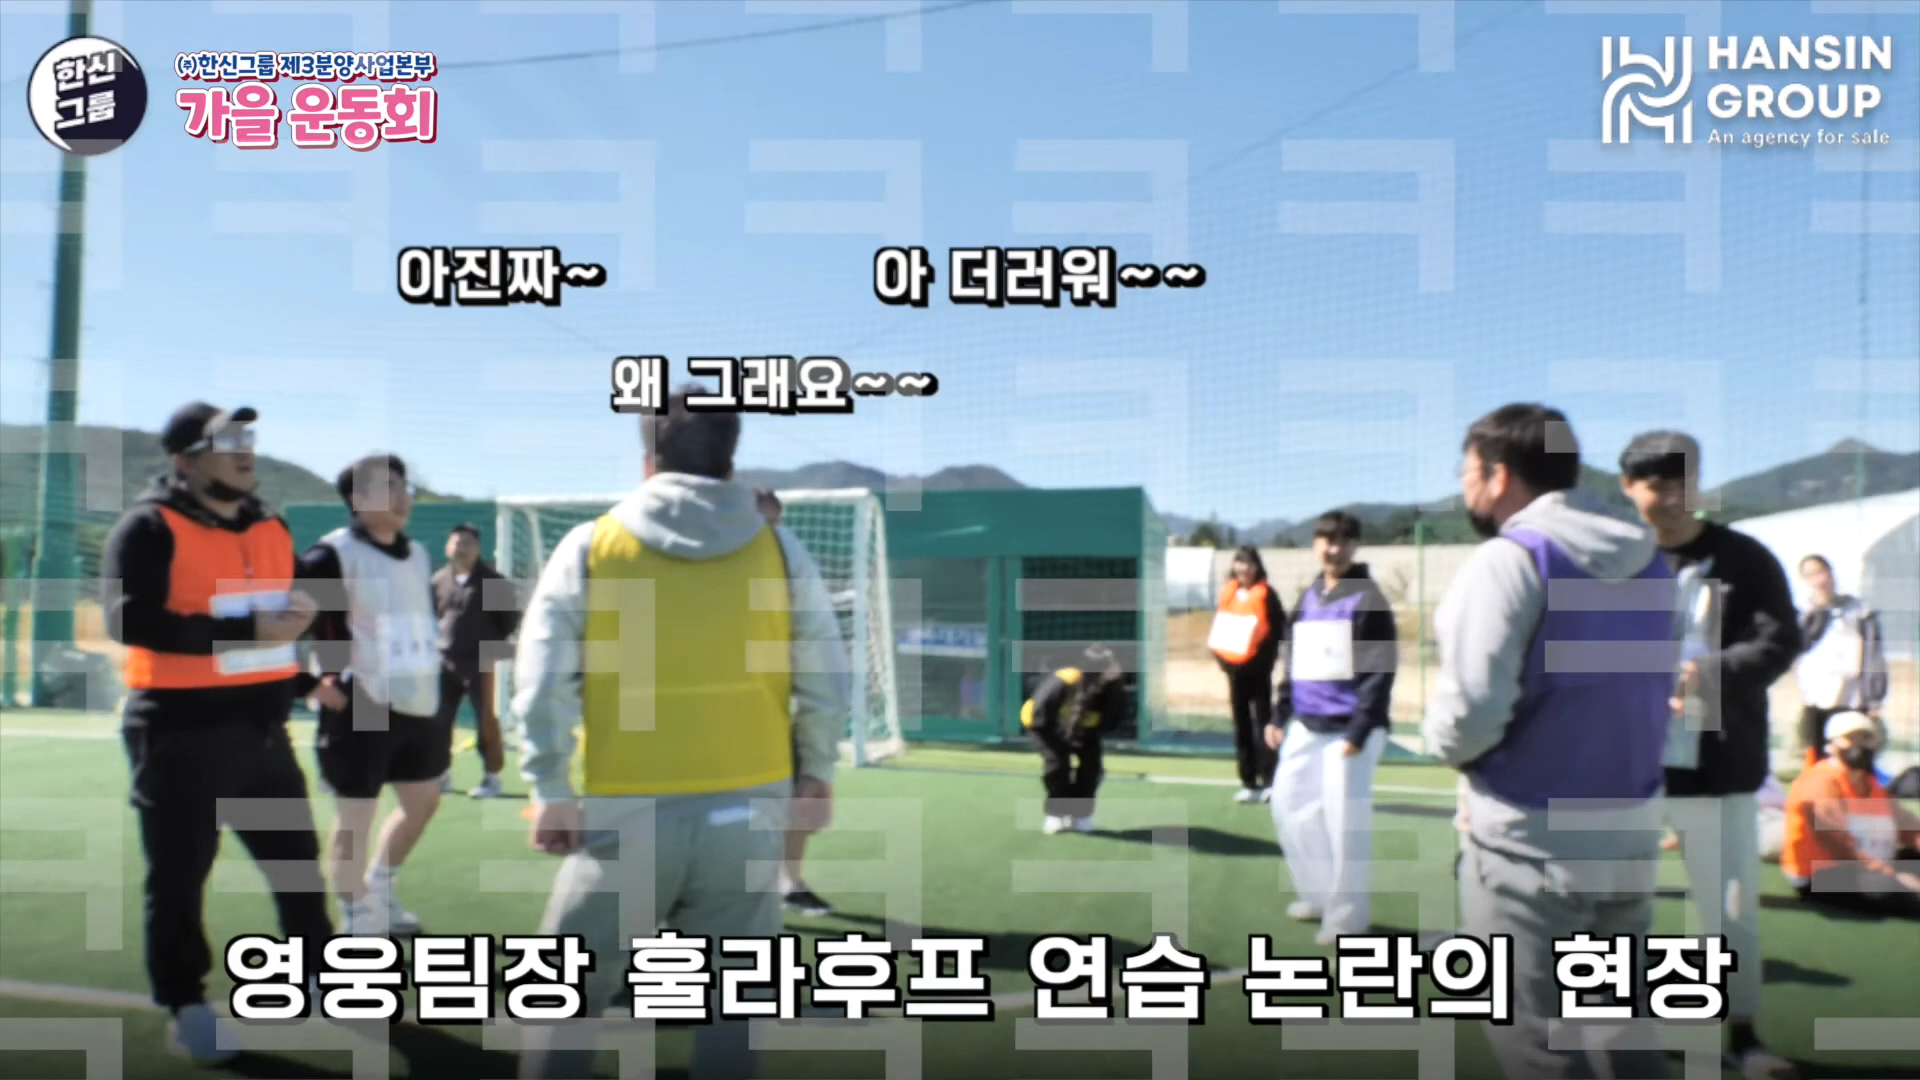 한신
그룹
㈜한신그룹 제3분양사업본부
가을 운동회
HANSIN
GROUP
An agency for sale
아진짜~
아 더러워~~
왜 그래요~~
영웅팀장 훌라후프 연습 논란의 현장